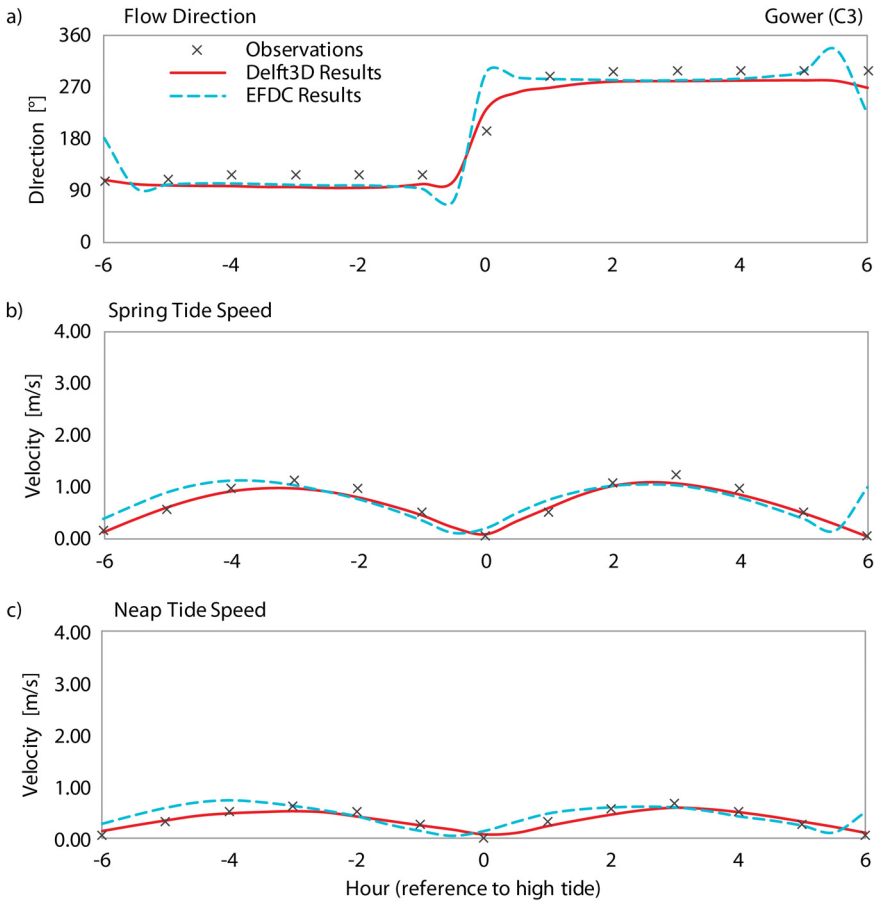 a) Flow Direction Gower (C3)
360
270
180
90
0
DIrection [°]
Observations
Delft3D Results
EFDC Results
-6 -4 -2 0 2 4 6
b) Spring Tide Speed
4.00
3.00
2.00
1.00
0.00
Velocity [m/s]
-6 -4 -2 0 2 4 6
c) Neap Tide Speed
4.00
3.00
2.00
1.00
0.00
Velocity [m/s]
-6 -4 -2 0 2 4 6
Hour (reference to high tide)